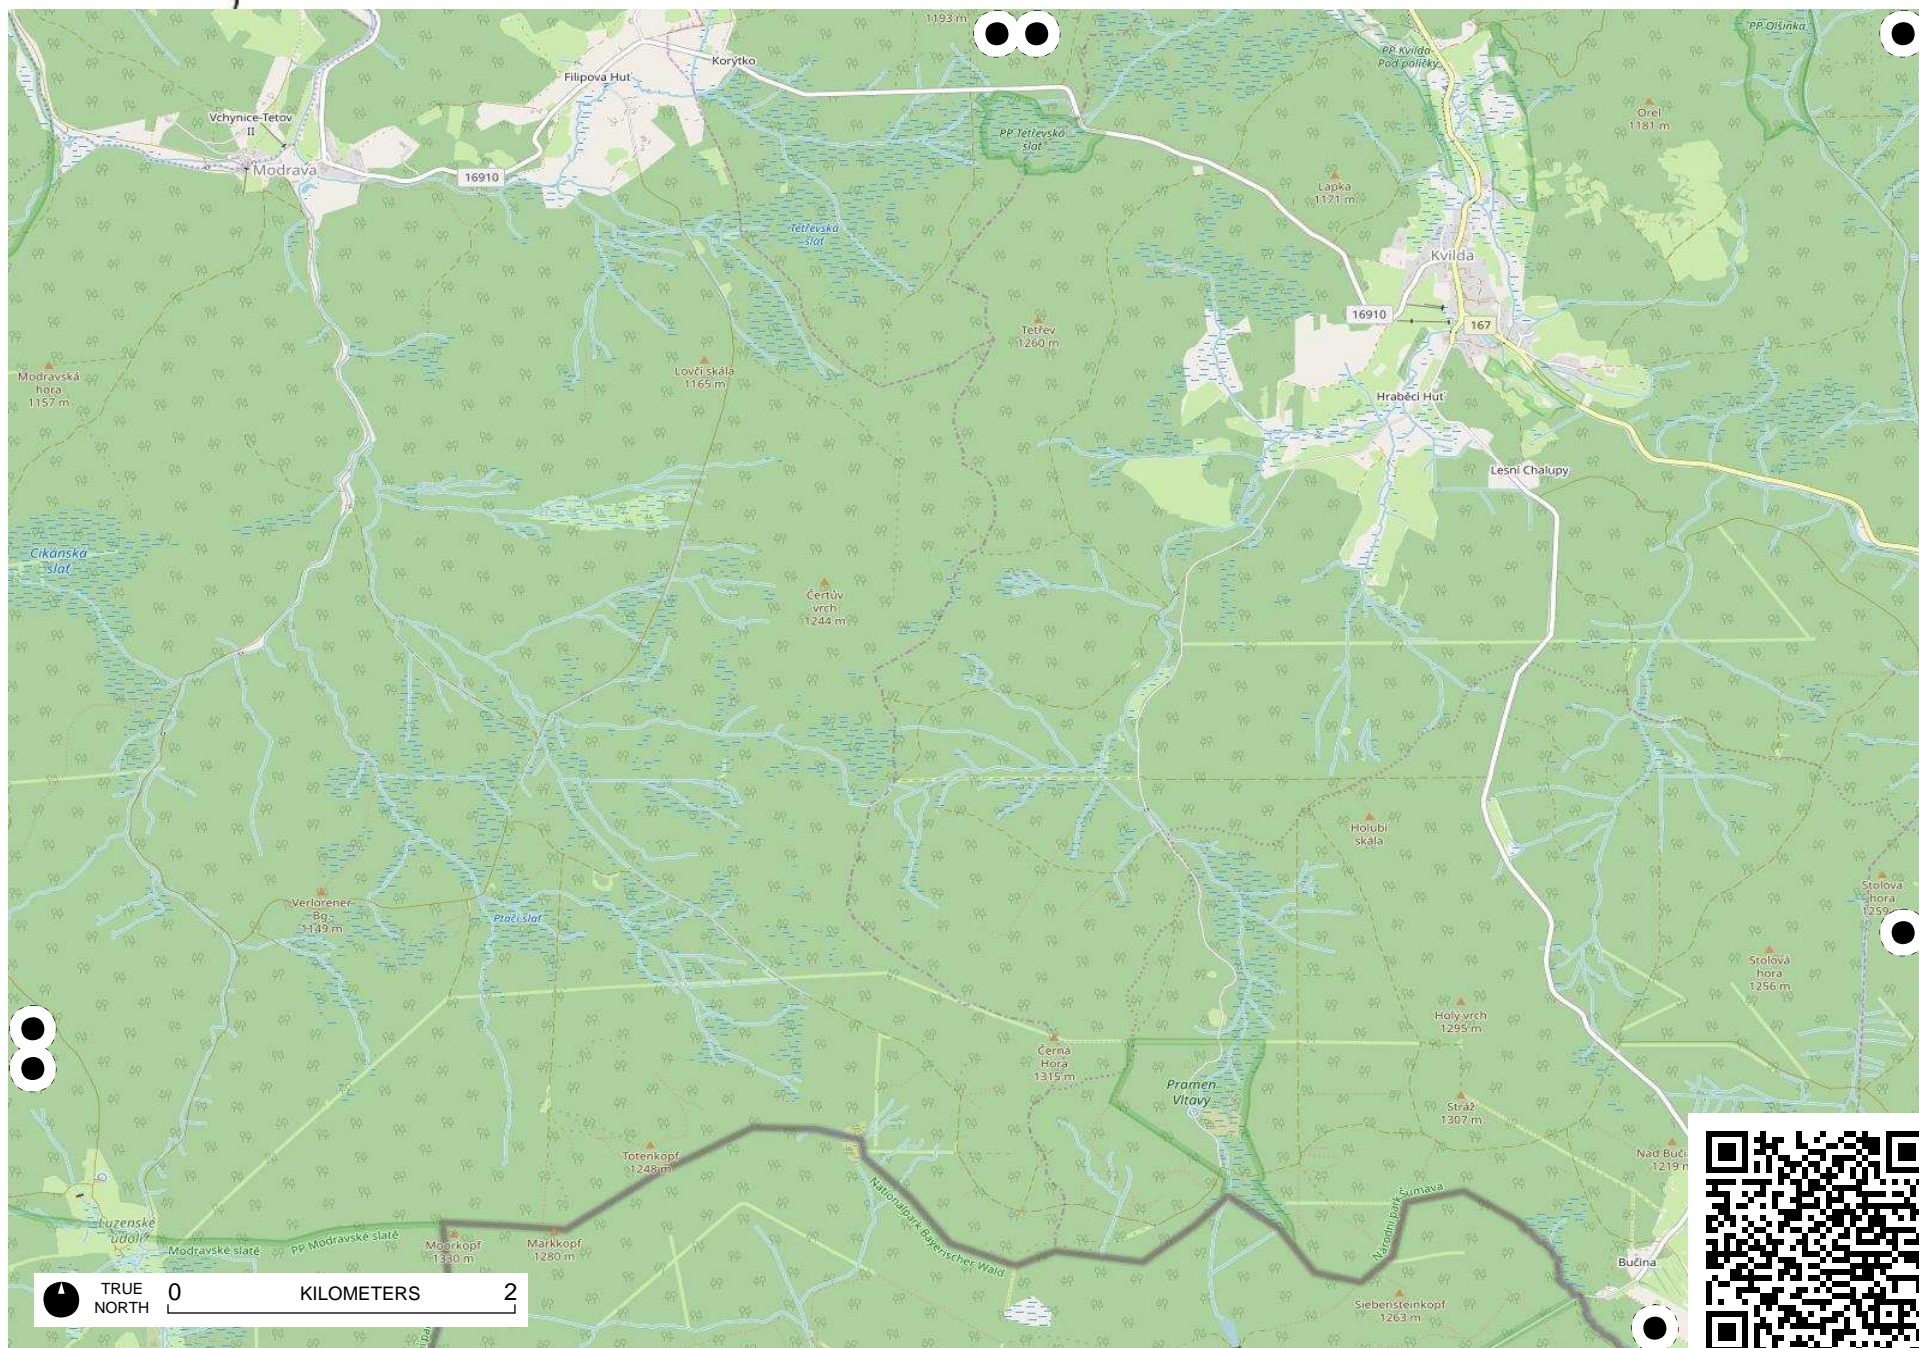 1193 m
PP Olšinka
PP Kvilda
Pod políčky
Korýtko
Filipova Huť
Orel
1181 m
Vchynice-Tetov
II
PP Tetřevská
slať
Modrava
16910
Lapka
1171 m
Tetřevská
slať
Kvilda
16910
167
Tetřev
1260 m
Modravská
hora
1157 m
Lovčí skála
1165 m
Hraběcí Huť
Lesní Chalupy
Cikánská
slať
Čertův
vrch
1244 m
Holubí
skála
Verlorener
Bg.
1149 m
Ptačí slať
Stolová
hora
1259
Stolová
hora
1256 m
Holý vrch
1295 m
Černá
Hora
1315 m
Pramen
Vltavy
Stráž
1307 m
Totenkopf
1248 m
Nad Buči
1219 m
Nationalpark Bayerischer Wald
Národní park Šumava
Luzenské
údolí
Modravské slatě
PP Modravské slatě
Moorkopf
1330 m
Markkopf
1280 m
Bučina
Siebensteinkopf
1263 m
TRUE
NORTH
0 KILOMETERS 2